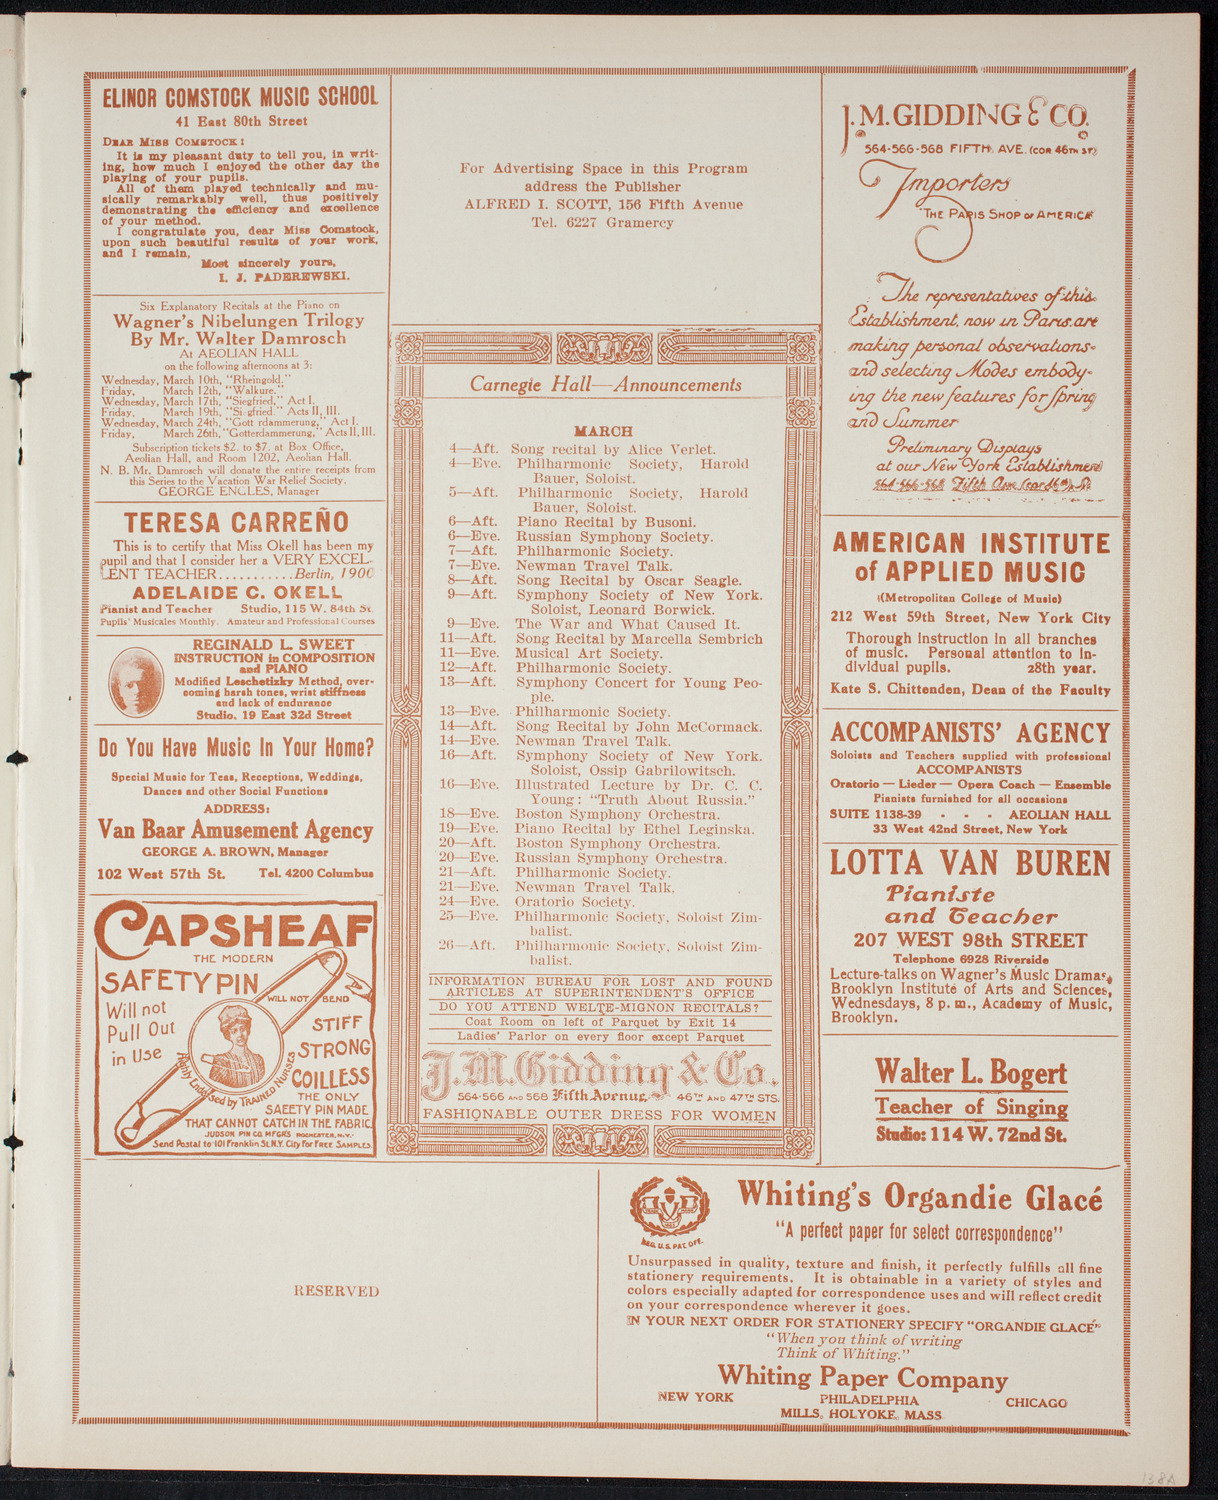 ELINOR COMSTOCK MUSIC SCHOOL
41 East 80th Street
DEAR MISS COMSTOCK:
It is my pleasant duty to tell you, in writ-
ing, how much I enjoyed the other day the
playing of your pupils.
All of them played technically and mu-
sically remarkably well, thus positively
demonstrating the efficiency and excellence
of your method.
I congratulate you, dear Miss Comstock,
upon such beautiful results of your work,
and I remain,
Most sincerely yours,
I. J. PADEREWSKI.
Six Explanatory Recitals at the Piano on
Wagner's Nibelungen Trilogy
By Mr. Walter Damrosch
At AEOLIAN HALL
on the following afternoons at 3:
Wednesday, March 10th, "Rheingold."
Friday, March 12th, "Walkure."
Wednesday, March 17th, "Siegfried," Act I.
Friday, March 19th, "Si gfried." Acts II, III.
Wednesday, March 24th, "Gott rdammerung," Act I.
Friday, March 26th, "Gotterdammerung," Acts II, III.
Subscription tickets $2. to $7. at Box Office,
Aeolian Hall, and Room 1202, Aeolian Hall.
N. B. Mr. Damrosch will donate the entire receipts from
this Series to the Vacation War Relief Society.
GEORGE ENGLES, Manager
TERESA CARREÑO
This is to certify that Miss Okell has been my
pupil and that I consider her a VERY EXCEL-
LENT TEACHER...........Berlin, 1900
ADELAIDE C. OKELL
Pianist and Teacher Studio, 115 W. 84th St.
Pupils' Musicales Monthly. Amateur and Professional Courses
REGINALD L. SWEET
INSTRUCTION in COMPOSITION
and PIANO
Modified Leschetizky Method, over-
coming harsh tones, wrist stiffness
and lack of endurance
Studio, 19 East 32d Street
Do You Have Music In Your Home?
Special Music for Teas, Receptions, Weddings,
Dances and other Social Functions
ADDRESS:
Van Baar Amusement Agency
GEORGE A. BROWN, Manager
102 West 57th St. Tel. 4200 Columbus
CAPSHEAF
THE MODERN
SAFETY PIN
WILL NOT BEND
Will not
Pull Out
in Use
STIFF
STRONG
COILLESS
Highly Endorsed by TRAINED NURSES
THE ONLY
SAFETY PIN MADE
THAT CANNOT CATCH IN THE FABRIC
JUDSON PIN CO. MFGRS ROCHESTER, N.Y.
Send Postal to 101 Franklin St. N.Y. City for FREE SAMPLES.
For Advertising Space in this Program
address the Publisher
ALFRED I. SCOTT, 156 Fifth Avenue
Tel. 6227 Gramercy
Carnegie Hall—Announcements
MARCH
4—Aft. Song recital by Alice Verlet.
4—Eve. Philharmonic Society, Harold
Bauer, Soloist.
5—Aft. Philharmonic Society, Harold
Bauer, Soloist.
6—Aft. Piano Recital by Busoni.
6—Eve. Russian Symphony Society.
7—Aft. Philharmonic Society.
7—Eve. Newman Travel Talk.
8—Aft. Song Recital by Oscar Seagle.
9—Aft. Symphony Society of New York.
Soloist, Leonard Borwick.
9—Eve. The War and What Caused It.
11—Aft. Song Recital by Marcella Sembrich
11—Eve. Musical Art Society.
12—Aft. Philharmonic Society.
13—Aft. Symphony Concert for Young Peo-
ple.
13—Eve. Philharmonic Society.
14—Aft. Song Recital by John McCormack.
14—Eve. Newman Travel Talk.
16—Aft. Symphony Society of New York.
Soloist, Ossip Gabrilowitsch.
16—Eve. Illustrated Lecture by Dr. C. C.
Young: "Truth About Russia."
18—Eve. Boston Symphony Orchestra.
19—Eve. Piano Recital by Ethel Leginska.
20—Aft. Boston Symphony Orchestra.
20—Eve. Russian Symphony Orchestra.
21—Aft. Philharmonic Society.
21—Eve. Newman Travel Talk.
24—Eve. Oratorio Society.
25—Eve. Philharmonic Society, Soloist Zim-
balist.
26—Aft. Philharmonic Society, Soloist Zim-
balist.
INFORMATION BUREAU FOR LOST AND FOUND
ARTICLES AT SUPERINTENDENT'S OFFICE
DO YOU ATTEND WELTE-MIGNON RECITALS?
Coat Room on left of Parquet by Exit 14
Ladies' Parlor on every floor except Parquet
J. M. Gidding & Co.
564-566 AND 568 Fifth Avenue 46TH AND 47TH STS.
FASHIONABLE OUTER DRESS FOR WOMEN
J. M. GIDDING & CO.
564-566-568 FIFTH AVE. (COR 46TH ST)
Importers
THE PARIS SHOP OF AMERICA
The representatives of this
Establishment, now in Paris, are
making personal observations
and selecting Modes embody-
ing the new features for Spring
and Summer
Preliminary Displays
at our New York Establishment
564-566-568 Fifth Ave (cor 46th St)
AMERICAN INSTITUTE
of APPLIED MUSIC
(Metropolitan College of Music)
212 West 59th Street, New York City
Thorough instruction in all branches
of music. Personal attention to in-
dividual pupils. 28th year.
Kate S. Chittenden, Dean of the Faculty
ACCOMPANISTS' AGENCY
Soloists and Teachers supplied with professional
ACCOMPANISTS
Oratorio — Lieder — Opera Coach — Ensemble
Pianists furnished for all occasions
SUITE 1138-39 - - - AEOLIAN HALL
33 West 42nd Street, New York
LOTTA VAN BUREN
Pianiste
and Teacher
207 WEST 98th STREET
Telephone 6928 Riverside
Lecture-talks on Wagner's Music Dramas,
Brooklyn Institute of Arts and Sciences,
Wednesdays, 8 p. m., Academy of Music,
Brooklyn.
Walter L. Bogert
Teacher of Singing
Studio: 114 W. 72nd St.
RESERVED
REG. U.S. PAT. OFF.
Whiting's Organdie Glacé
"A perfect paper for select correspondence"
Unsurpassed in quality, texture and finish, it perfectly fulfills all fine
stationery requirements. It is obtainable in a variety of styles and
colors especially adapted for correspondence uses and will reflect credit
on your correspondence wherever it goes.
IN YOUR NEXT ORDER FOR STATIONERY SPECIFY "ORGANDIE GLACÉ"
"When you think of writing
Think of Whiting."
Whiting Paper Company
NEW YORK PHILADELPHIA CHICAGO
MILLS, HOLYOKE, MASS
138A